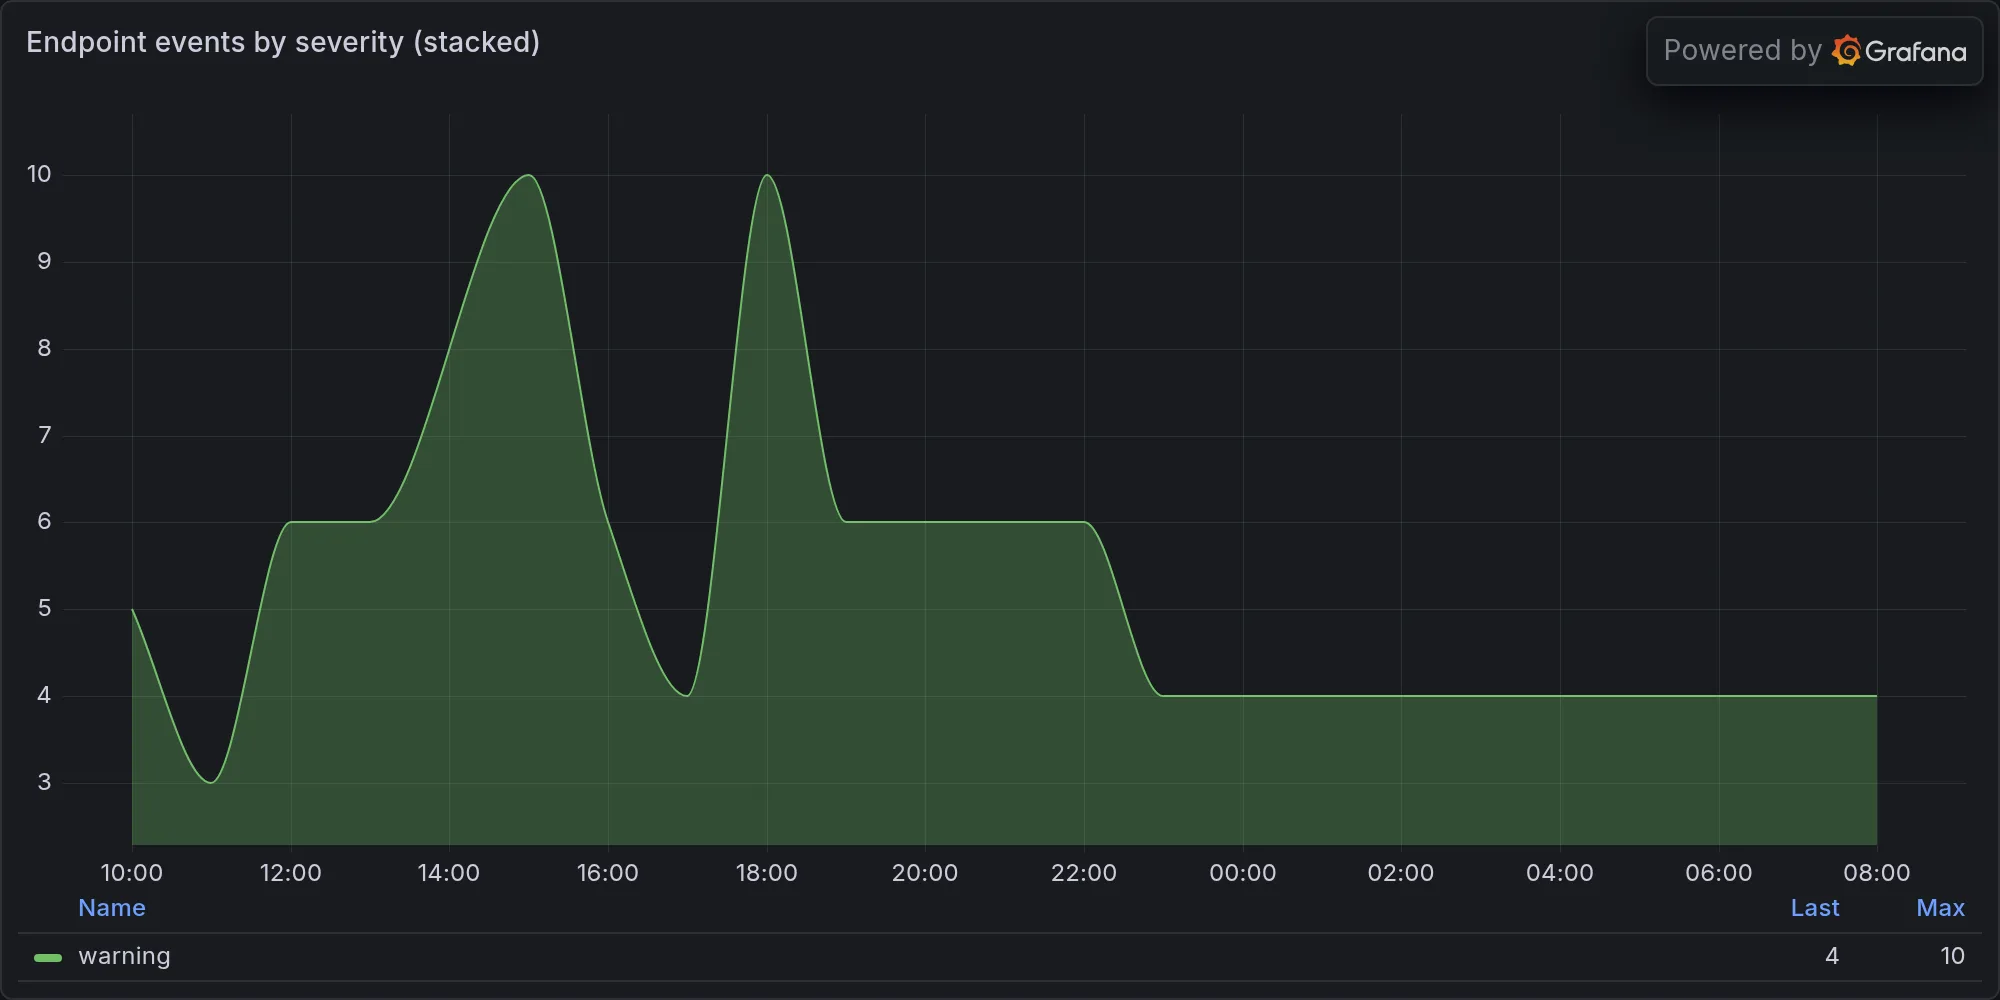 Endpoint events by severity (stacked)
Powered by Grafana
10
9
8
7
6
5
4
3
10:00 12:00 14:00 16:00 18:00 20:00 22:00 00:00 02:00 04:00 06:00 08:00
Name Last Max
warning 4 10